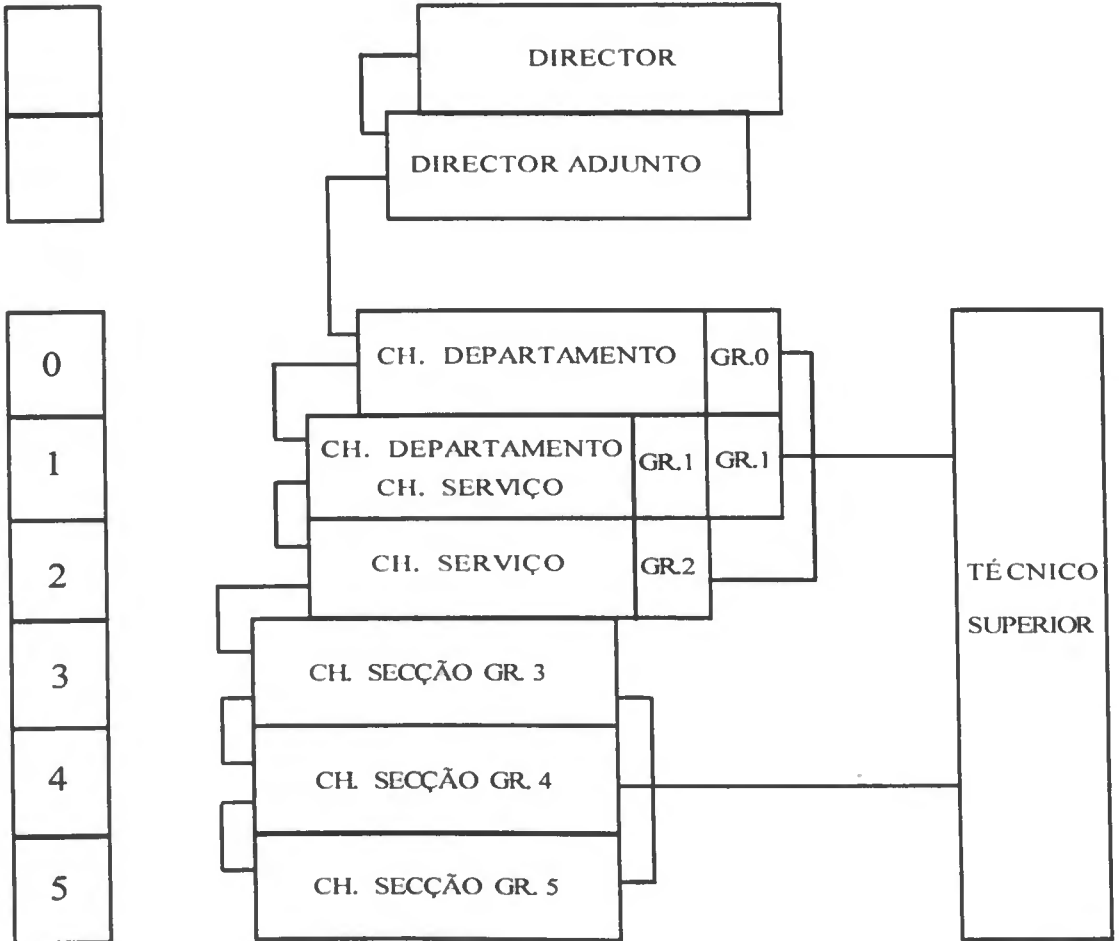 DIRECTOR
DIRECTOR ADJUNTO
0
CH. DEPARTAMENTO
GR.0
1
CH. DEPARTAMENTO
CH. SERVIÇO
GR.1
GR.1
2
CH. SERVIÇO
GR.2
TÉCNICO
SUPERIOR
3
CH. SECÇÃO GR. 3
4
CH. SECÇÃO GR. 4
5
CH. SECÇÃO GR. 5